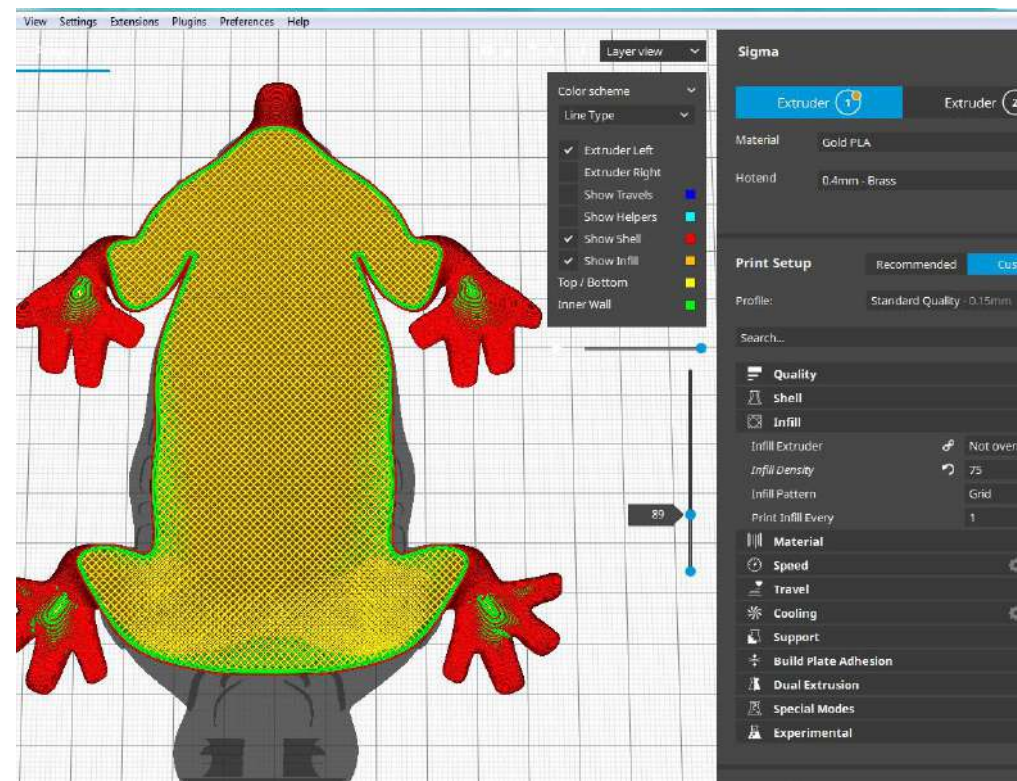 View Settings Extensions Plugins Preferences Help
Layer view
Color scheme
Line Type
Extruder Left
Extruder Right
Show Travels
Show Helpers
Show Shell
Show Infill
Top / Bottom
Inner Wall
89
Sigma
Extruder 1
Extruder 2
Material Gold PLA
Hotend 0.4mm - Brass
Print Setup Recommended Cus
Profile: Standard Quality - 0.15mm
Search...
Quality
Shell
Infill
Infill Extruder Not over
Infill Density 75
Infill Pattern Grid
Print Infill Every 1
Material
Speed
Travel
Cooling
Support
Build Plate Adhesion
Dual Extrusion
Special Modes
Experimental